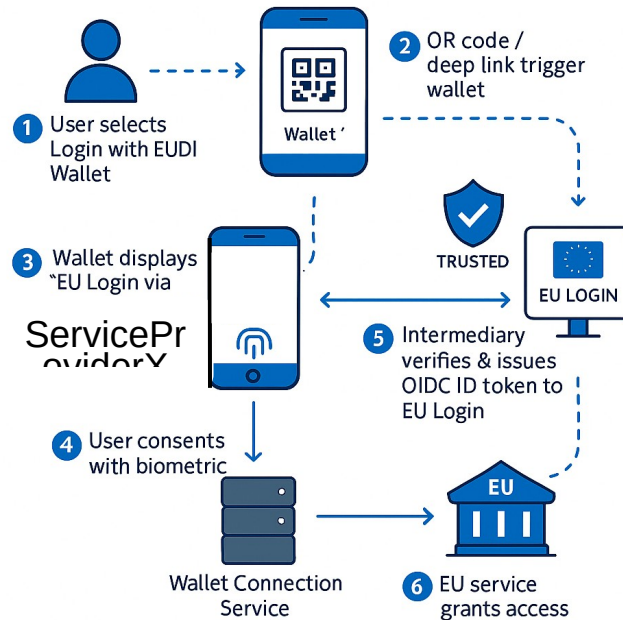 1 User selects
Login with EUDI
Wallet
Wallet ’
2 OR code /
deep link trigger
wallet
TRUSTED
EU LOGIN
3 Wallet displays
“EU Login via
ServicePr
oviderX
5 Intermediary
verifies & issues
OIDC ID token to
EU Login
4 User consents
with biometric
Wallet Connection
Service
EU
6 EU service
grants access